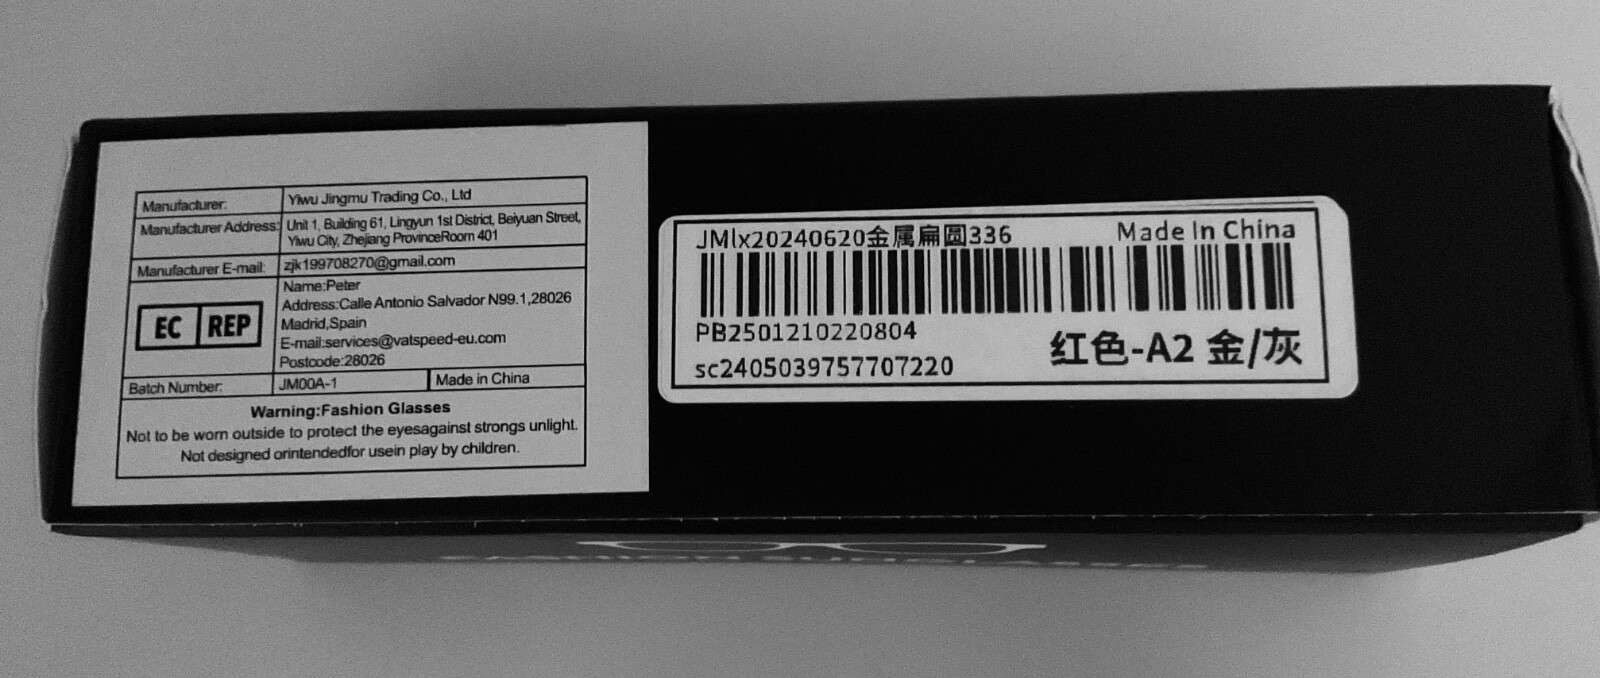 Manufacturer: Yiwu Jingmu Trading Co., Ltd
Manufacturer Address: Unit 1, Building 61, Lingyun 1st District, Beiyuan Street,
Yiwu City, Zhejiang ProvinceRoom 401
Manufacturer E-mail: zjk199708270@gmail.com
EC REP
Name:Peter
Address:Calle Antonio Salvador N99.1,28026
Madrid,Spain
E-mail:services@vatspeed-eu.com
Postcode:28026
Batch Number: JM00A-1 Made in China
Warning:Fashion Glasses
Not to be worn outside to protect the eyesagainst strongs unlight.
Not designed orintendedfor usein play by children.
JMlx20240620金属扁圆336 Made In China
PB2501210220804
sc2405039757707220
红色-A2 金/灰
FASHION SUNGLASSES